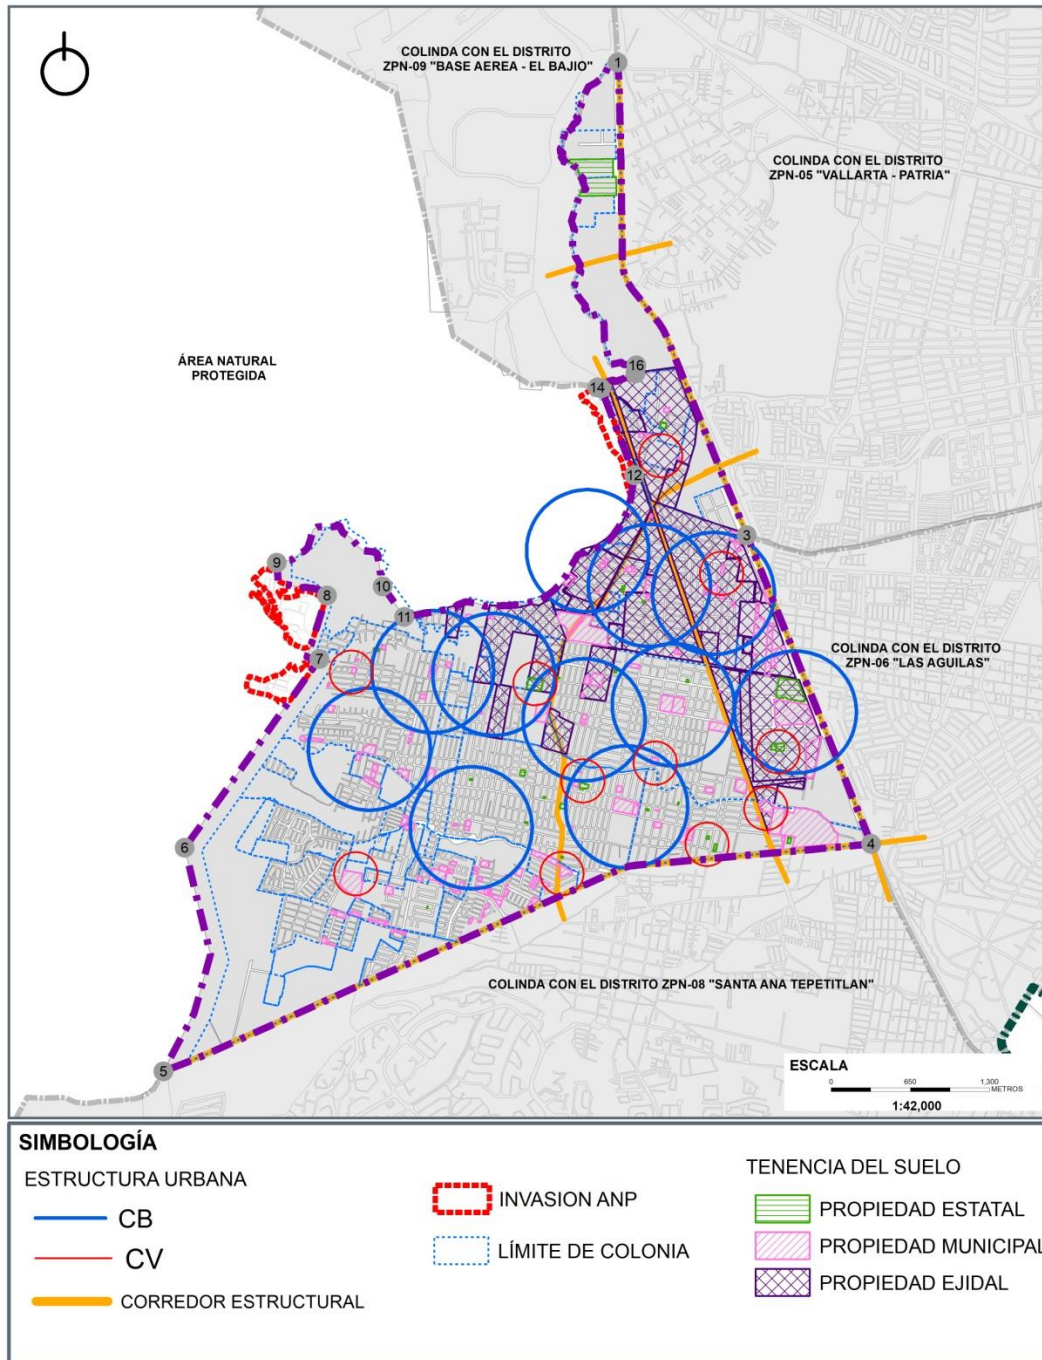 COLINDA CON EL DISTRITO
ZPN-09 "BASE AEREA - EL BAJIO"
1
COLINDA CON EL DISTRITO
ZPN-05 "VALLARTA - PATRIA"
ÁREA NATURAL
PROTEGIDA
16
14
12
3
9
8
10
11
7
COLINDA CON EL DISTRITO
ZPN-06 "LAS AGUILAS"
6
4
COLINDA CON EL DISTRITO ZPN-08 "SANTA ANA TEPETITLAN"
5
ESCALA
0 650 1,300
METROS
1:42,000
SIMBOLOGÍA
ESTRUCTURA URBANA
CB
CV
CORREDOR ESTRUCTURAL
INVASION ANP
LÍMITE DE COLONIA
TENENCIA DEL SUELO
PROPIEDAD ESTATAL
PROPIEDAD MUNICIPAL
PROPIEDAD EJIDAL